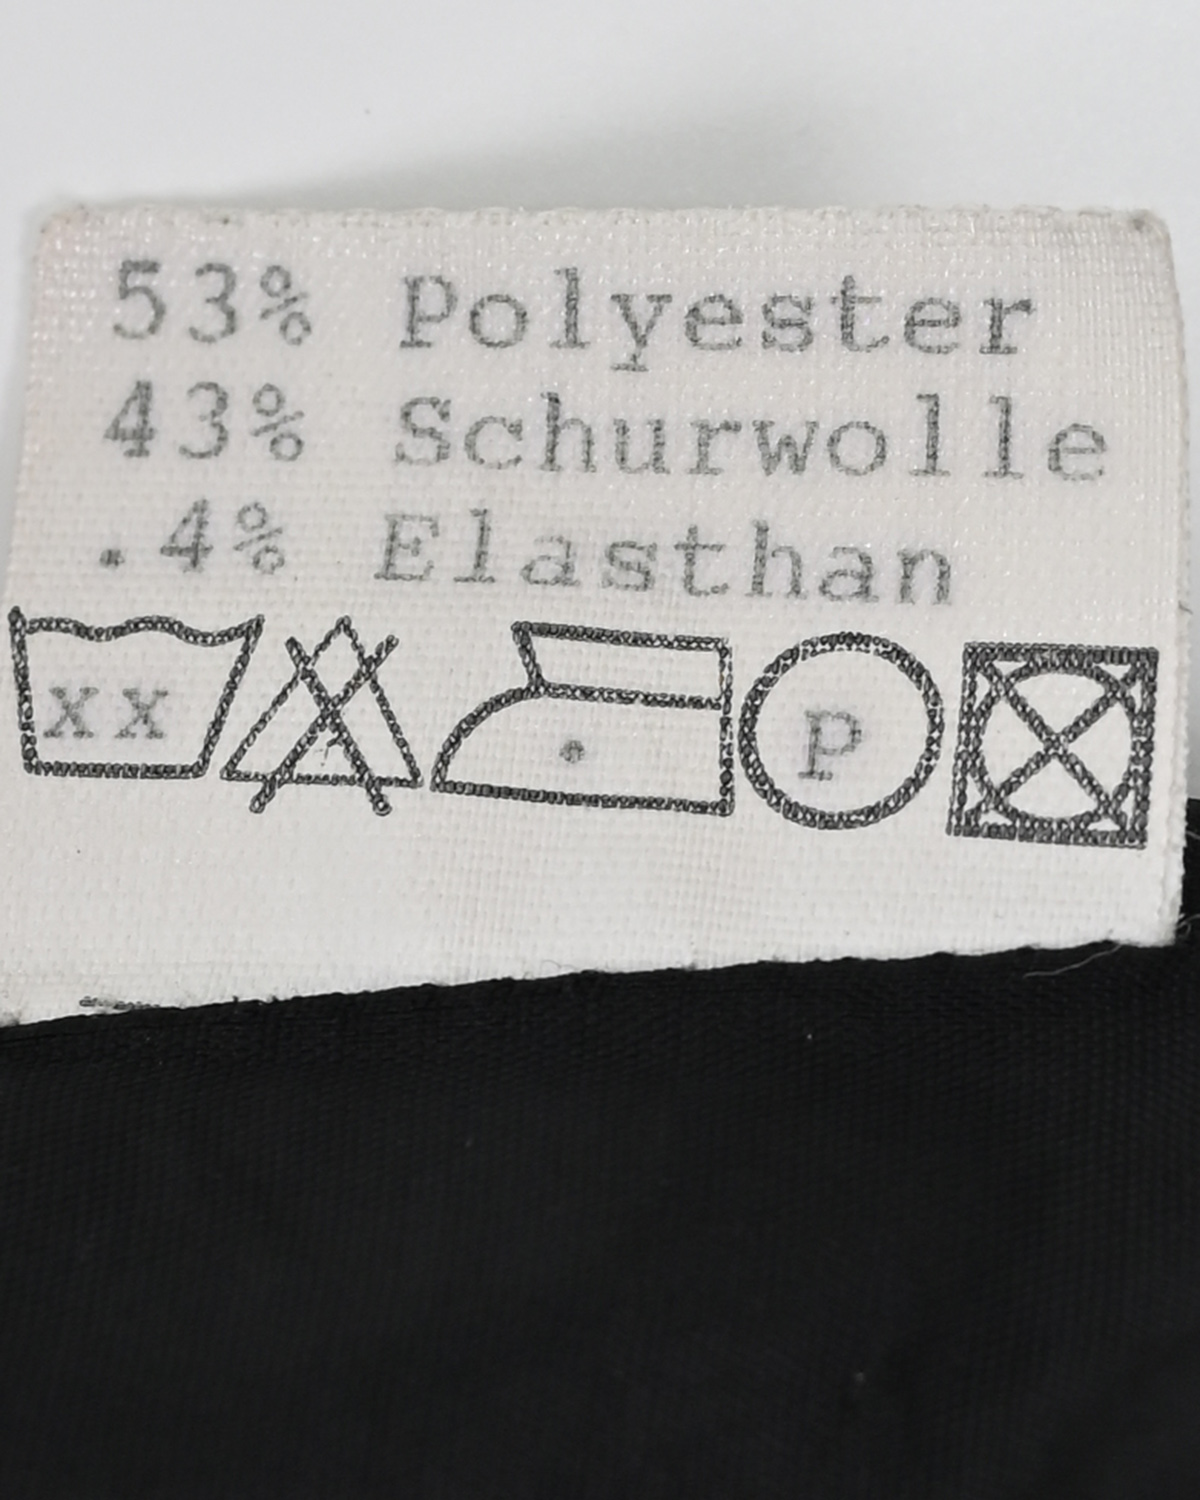 53% Polyester
43% Schurwolle
.4% Elasthan
xx . P